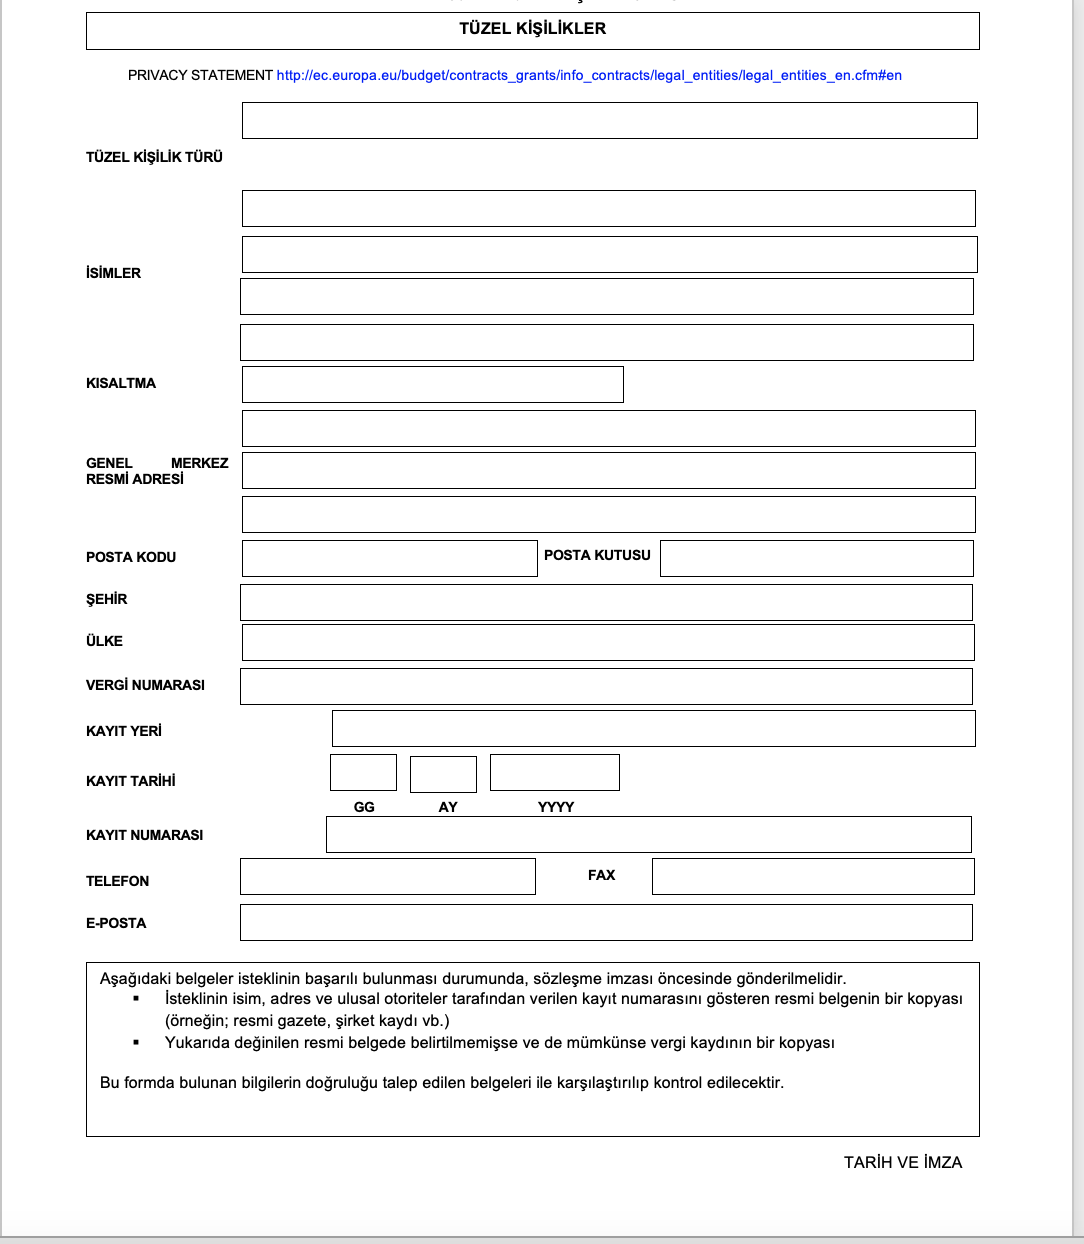 TÜZEL KİŞİLİKLER
PRIVACY STATEMENT http://ec.europa.eu/budget/contracts_grants/info_contracts/legal_entities/legal_entities_en.cfm#en
TÜZEL KİŞİLİK TÜRÜ
İSİMLER
KISALTMA
GENEL MERKEZ
RESMİ ADRESİ
POSTA KODU POSTA KUTUSU
ŞEHİR
ÜLKE
VERGİ NUMARASI
KAYIT YERİ
KAYIT TARİHİ
GG AY YYYY
KAYIT NUMARASI
TELEFON FAX
E-POSTA
Aşağıdaki belgeler isteklinin başarılı bulunması durumunda, sözleşme imzası öncesinde gönderilmelidir.
▪ İsteklinin isim, adres ve ulusal otoriteler tarafından verilen kayıt numarasını gösteren resmi belgenin bir kopyası
(örneğin; resmi gazete, şirket kaydı vb.)
▪ Yukarıda değinilen resmi belgede belirtilmemişse ve de mümkünse vergi kaydının bir kopyası
Bu formda bulunan bilgilerin doğruluğu talep edilen belgeleri ile karşılaştırılıp kontrol edilecektir.
TARİH VE İMZA